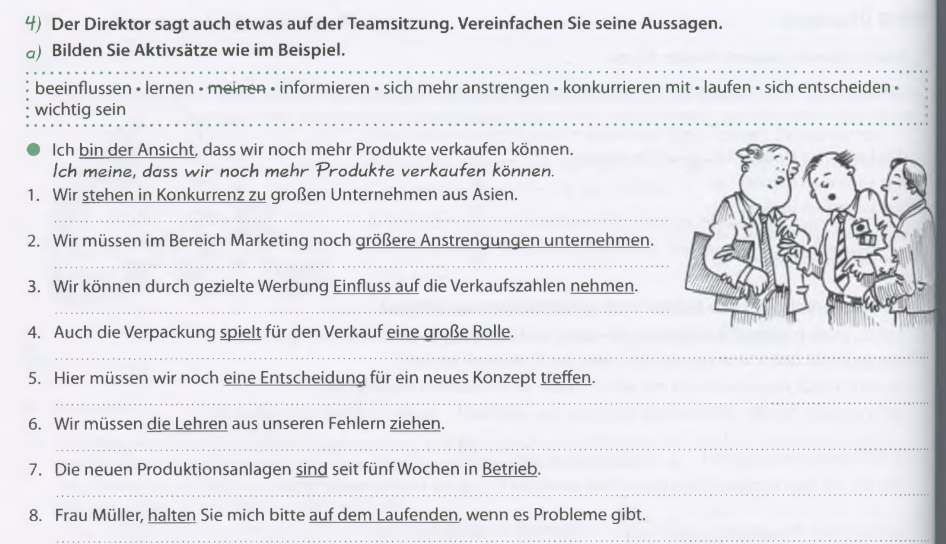 4) Der Direktor sagt auch etwas auf der Teamsitzung. Vereinfachen Sie seine Aussagen.
a) Bilden Sie Aktivsätze wie im Beispiel.
beeinflussen • lernen • meinen • informieren • sich mehr anstrengen • konkurrieren mit • laufen • sich entscheiden •
wichtig sein
Ich bin der Ansicht, dass wir noch mehr Produkte verkaufen können.
Ich meine, dass wir noch mehr Produkte verkaufen können.
1. Wir stehen in Konkurrenz zu großen Unternehmen aus Asien.
2. Wir müssen im Bereich Marketing noch größere Anstrengungen unternehmen.
3. Wir können durch gezielte Werbung Einfluss auf die Verkaufszahlen nehmen.
4. Auch die Verpackung spielt für den Verkauf eine große Rolle.
5. Hier müssen wir noch eine Entscheidung für ein neues Konzept treffen.
6. Wir müssen die Lehren aus unseren Fehlern ziehen.
7. Die neuen Produktionsanlagen sind seit fünf Wochen in Betrieb.
8. Frau Müller, halten Sie mich bitte auf dem Laufenden, wenn es Probleme gibt.